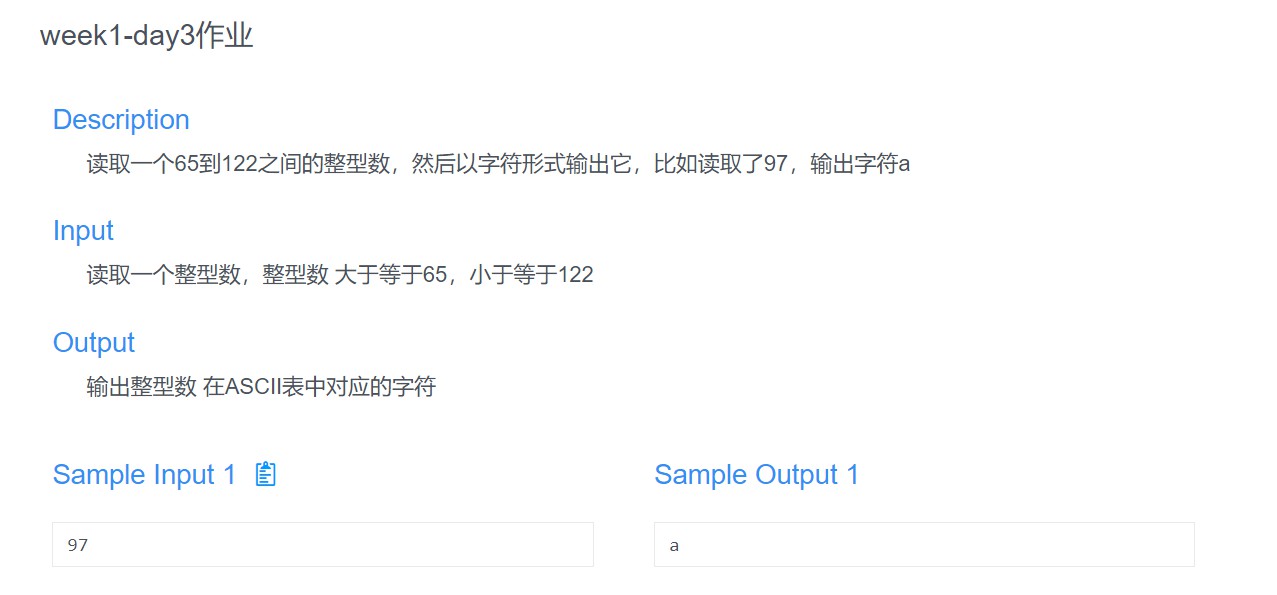 week1-day3作业
Description
读取一个65到122之间的整型数，然后以字符形式输出它，比如读取了97，输出字符a
Input
读取一个整型数，整型数 大于等于65，小于等于122
Output
输出整型数 在ASCII表中对应的字符
Sample Input 1
Sample Output 1
97
a